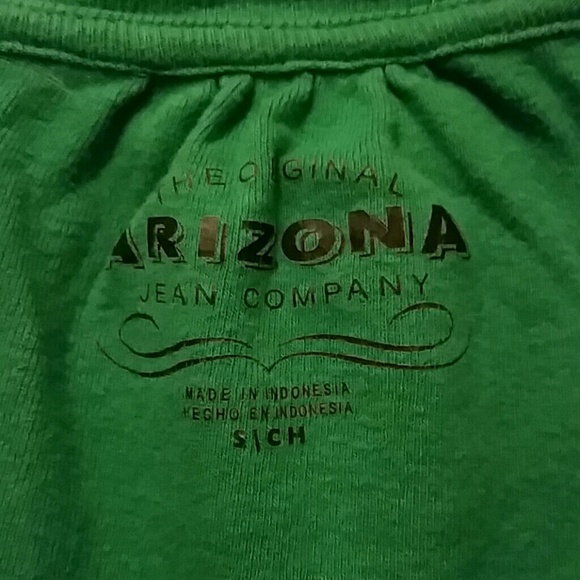 THE ORIGINAL
ARIZONA
JEAN COMPANY
MADE IN INDONESIA
HECHO EN INDONESIA
S\CH